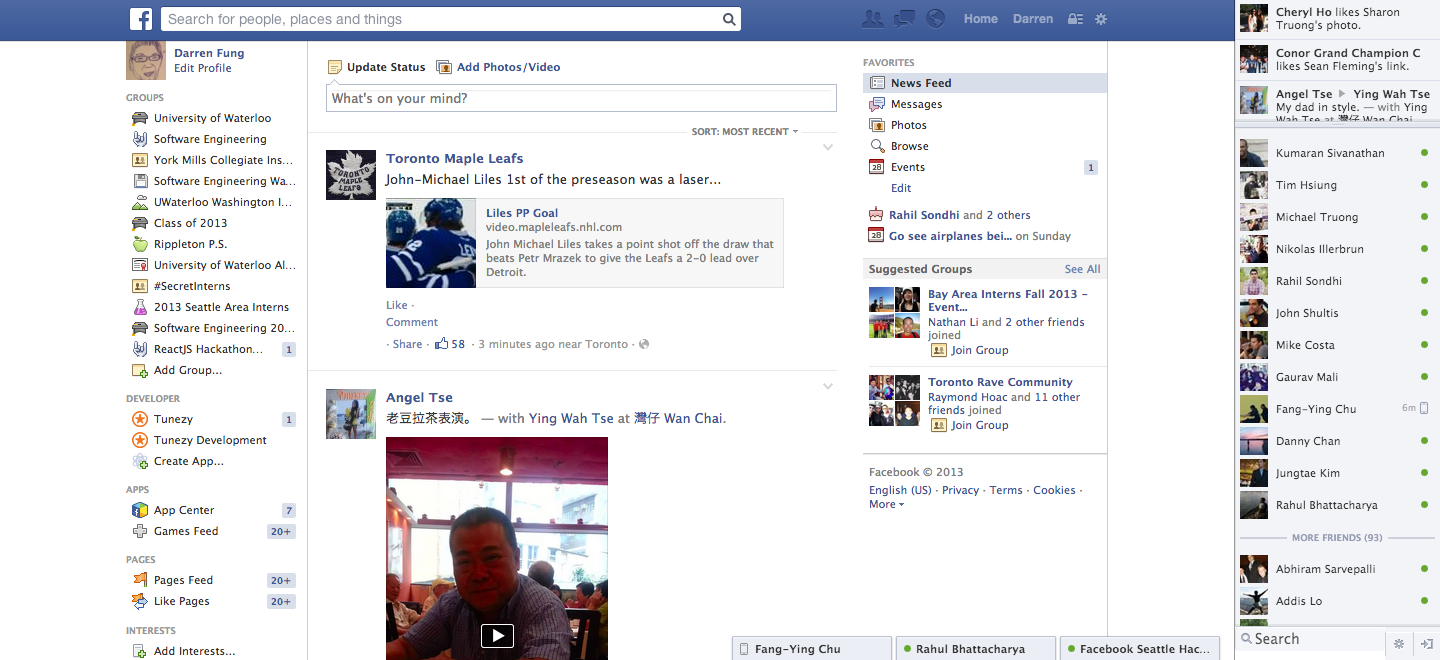 Search for people, places and things
Home
Darren
Darren Fung
Edit Profile
GROUPS
University of Waterloo
Software Engineering
York Mills Collegiate Ins...
Software Engineering Wa...
UWaterloo Washington I...
Class of 2013
Rippleton P.S.
University of Waterloo Al...
#SecretInterns
2013 Seattle Area Interns
Software Engineering 20...
ReactJS Hackathon... 1
Add Group...
DEVELOPER
Tunezy 1
Tunezy Development
Create App...
APPS
App Center 7
Games Feed 20+
PAGES
Pages Feed 20+
Like Pages 20+
INTERESTS
Add Interests...
Update Status Add Photos/Video
What's on your mind?
SORT: MOST RECENT
TORONTO
MAPLE
LEAFS
Toronto Maple Leafs
John-Michael Liles 1st of the preseason was a laser...
Liles PP Goal
video.mapleleafs.nhl.com
John Michael Liles takes a point shot off the draw that
beats Petr Mrazek to give the Leafs a 2-0 lead over
Detroit.
Like ·
Comment
· Share · 58 · 3 minutes ago near Toronto ·
Angel Tse
老豆拉茶表演。 — with Ying Wah Tse at 灣仔 Wan Chai.
FAVORITES
News Feed
Messages
Photos
Browse
28 Events 1
Edit
Rahil Sondhi and 2 others
28 Go see airplanes bei... on Sunday
Suggested Groups See All
Bay Area Interns Fall 2013 -
Event...
Nathan Li and 2 other friends
joined
Join Group
Toronto Rave Community
Raymond Hoac and 11 other
friends joined
Join Group
Facebook © 2013
English (US) · Privacy · Terms · Cookies ·
More
Cheryl Ho likes Sharon
Truong's photo.
Conor Grand Champion C
likes Sean Fleming's link.
Angel Tse Ying Wah Tse
My dad in style. — with Ying
Wah Tse at 灣仔 Wan Chai.
Kumaran Sivanathan
Tim Hsiung
Michael Truong
Nikolas Illerbrun
Rahil Sondhi
John Shultis
Mike Costa
Gaurav Mali
Fang-Ying Chu 6m
Danny Chan
Jungtae Kim
Rahul Bhattacharya
MORE FRIENDS (93)
Abhiram Sarvepalli
Addis Lo
Search
Fang-Ying Chu
Rahul Bhattacharya
Facebook Seattle Hac...